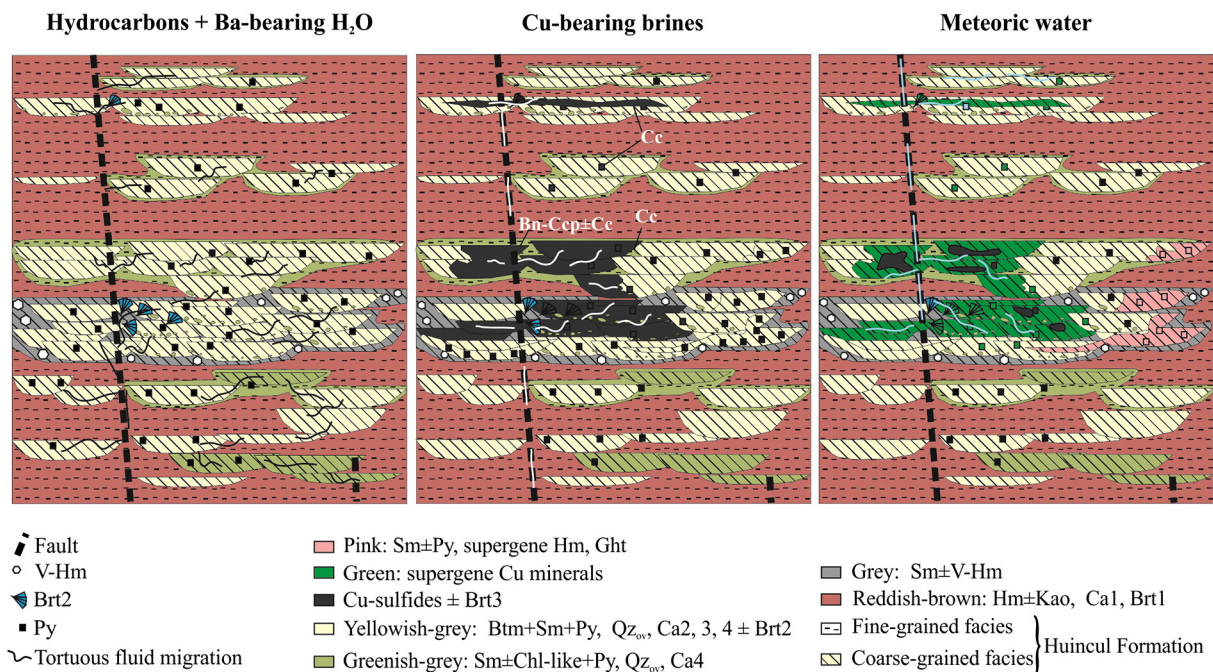 Hydrocarbons + Ba-bearing H₂O
Cu-bearing brines
Meteoric water
Cc
Bn-Ccp±Cc
Cc
Fault
V-Hm
Brt2
Py
Tortuous fluid migration
Pink: Sm±Py, supergene Hm, Ght
Green: supergene Cu minerals
Cu-sulfides ± Brt3
Yellowish-grey: Btm+Sm+Py, Qzₒᵥ, Ca2, 3, 4 ± Brt2
Greenish-grey: Sm±Chl-like+Py, Qzₒᵥ, Ca4
Grey: Sm±V-Hm
Reddish-brown: Hm±Kao, Ca1, Brt1
Fine-grained facies
Coarse-grained facies
Huincul Formation